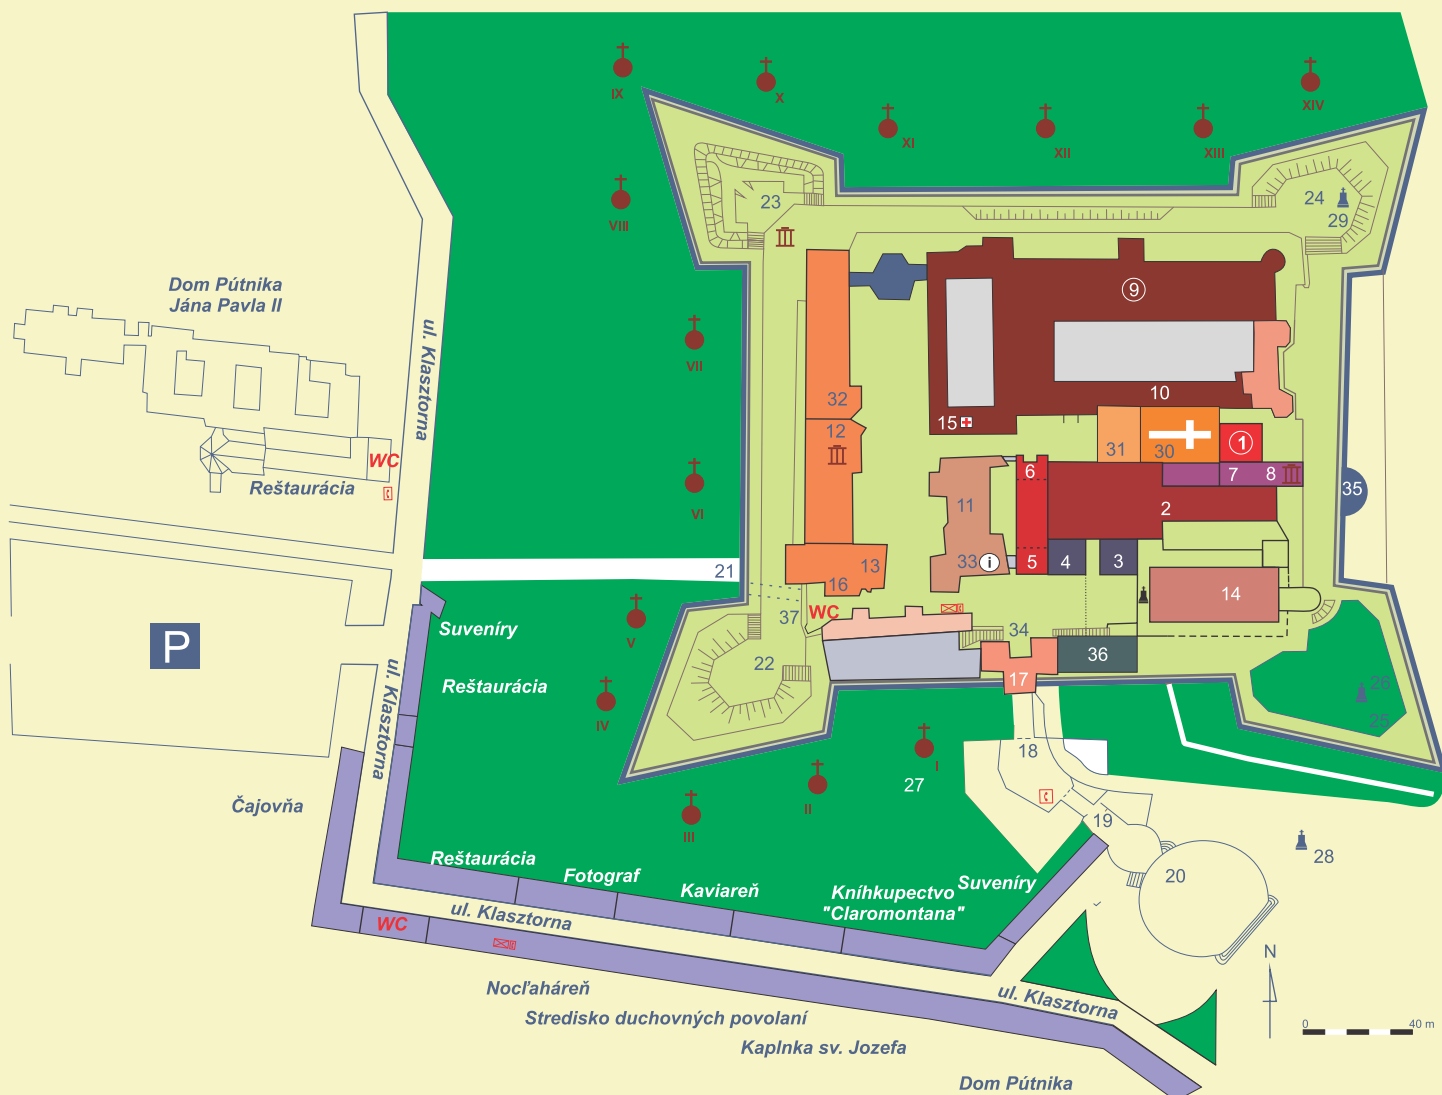 IX
X
XI
XII
XIII
XIV
VIII
23
24
29
Dom Pútnika
Jána Pavla II
ul. Klasztorna
9
VII
32
10
12
15
31
30
1
WC
Reštaurácia
VI
6
7
8
35
11
2
33
i
5
4
3
13
16
21
14
WC
37
34
V
Suveníry
P
22
36
17
Reštaurácia
26
25
IV
ul. Klasztorna
18
I
27
II
III
19
Čajovňa
28
20
Reštaurácia
Fotograf
Kaviareň
Kníhkupectvo
"Claromontana"
Suveníry
WC
ul. Klasztorna
N
Nocľaháreň
ul. Klasztorna
Stredisko duchovných povolaní
0 40 m
Kaplnka sv. Jozefa
Dom Pútnika